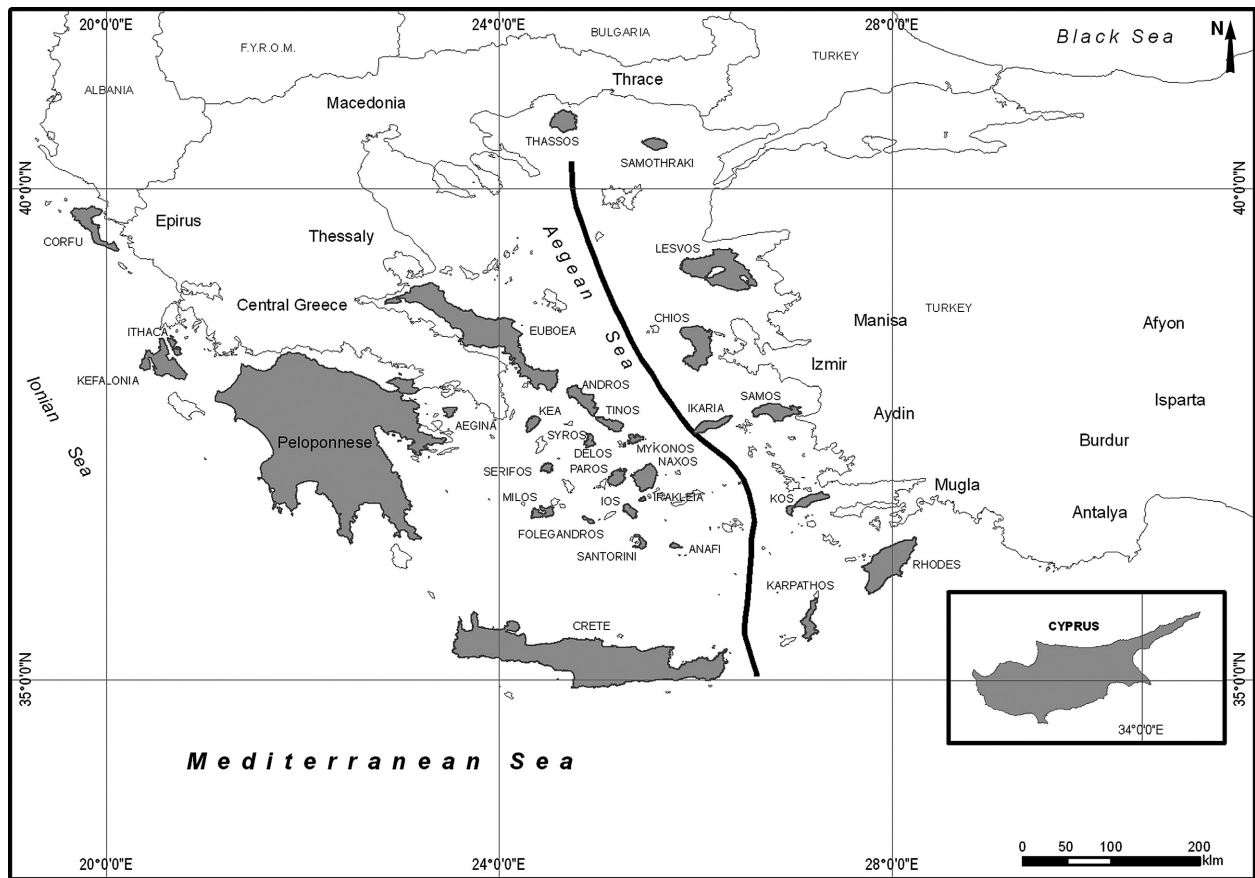 20°0'0"E
24°0'0"E
28°0'0"E
N
Black Sea
BULGARIA
F.Y.R.O.M.
TURKEY
Thrace
ALBANIA
Macedonia
THASSOS
SAMOTHRAKI
40°0'0"N
40°0'0"N
Epirus
CORFU
Thessaly
Aegean Sea
LESVOS
Central Greece
TURKEY
CHIOS
Manisa
Afyon
ITHACA
EUBOEA
Izmir
KEFALONIA
ANDROS
Ionian Sea
KEA
TINOS
IKARIA
SAMOS
Isparta
AEGINA
Aydin
SYROS
Peloponnese
DELOS
MYKONOS
Burdur
NAXOS
SERIFOS
PAROS
MILOS
IOS
IRAKLEIA
KOS
Mugla
Antalya
FOLEGANDROS
SANTORINI
ANAFI
RHODES
KARPATHOS
CRETE
CYPRUS
35°0'0"N
35°0'0"N
34°0'0"E
Mediterranean Sea
0 50 100 200
klm
20°0'0"E
24°0'0"E
28°0'0"E